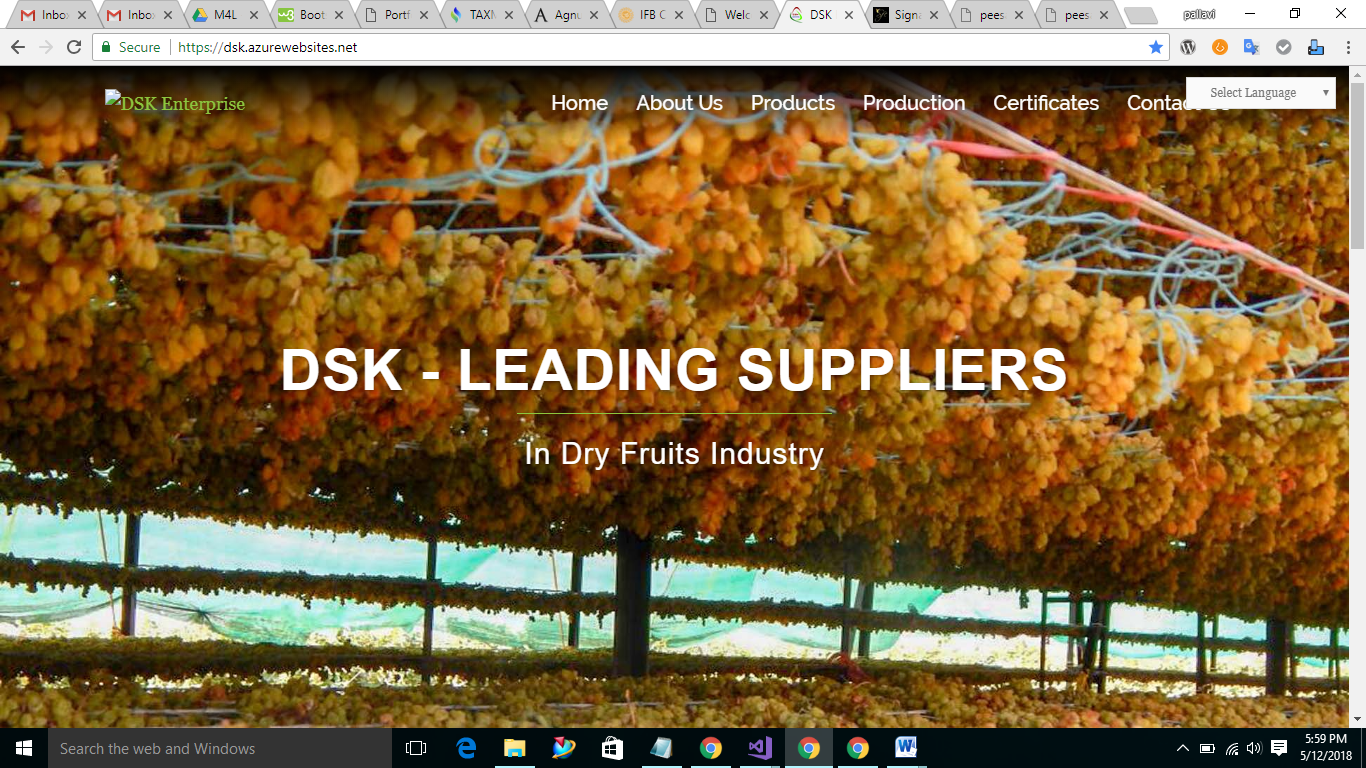 Inbo
Inbo
M4L
Boot
Portf
TAXM
Agnu
IFB C
Welc
DSK
Signa
pees
pees
pallavi
Secure
https://dsk.azurewebsites.net
DSK Enterprise
Home
About Us
Products
Production
Certificates
Contact Us
Select Language
DSK - LEADING SUPPLIERS
In Dry Fruits Industry
Search the web and Windows
5:59 PM
5/12/2018